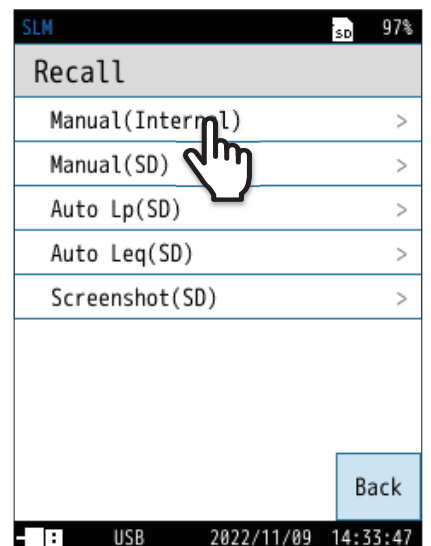 SLM SD 97%
Recall
Manual(Internal) >
Manual(SD) >
Auto Lp(SD) >
Auto Leq(SD) >
Screenshot(SD) >
Back
USB 2022/11/09 14:33:47